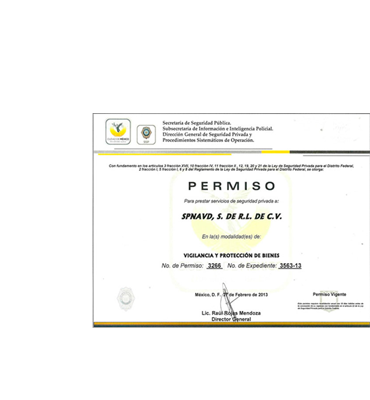 Secretaría de Seguridad Pública.
Subsecretaría de Información e Inteligencia Policial.
Dirección General de Seguridad Privada y
Procedimientos Sistemáticos de Operación.
Con fundamento en los artículos 3 fracción XVII, 10 fracción IV, 11 fracción II, 12, 19, 20 y 21 de la Ley de Seguridad Privada para el Distrito Federal,
2 fracción I, 5 fracción I, 6 y 8 del Reglamento de la Ley de Seguridad Privada para el Distrito Federal, se otorga:
PERMISO
Para prestar servicios de seguridad privada a:
SPNAVD, S. DE R.L. DE C.V.
En la(s) modalidad(es) de:
VIGILANCIA Y PROTECCIÓN DE BIENES
No. de Permiso: 3266 No. de Expediente: 3563-13
México, D. F., de Febrero de 2013
Permiso Vigente
Lic. Raúl Rojas Mendoza
Director General